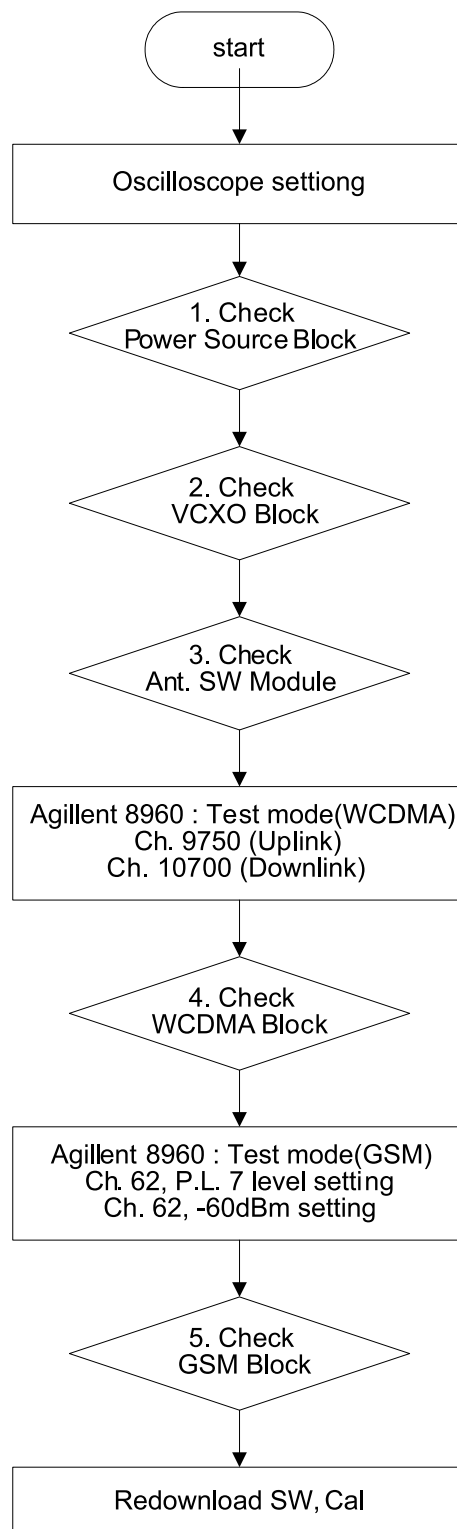 start
Oscilloscope settiong
1. Check
Power Source Block
2. Check
VCXO Block
3. Check
Ant. SW Module
Agillent 8960 : Test mode(WCDMA)
Ch. 9750 (Uplink)
Ch. 10700 (Downlink)
4. Check
WCDMA Block
Agillent 8960 : Test mode(GSM)
Ch. 62, P.L. 7 level setting
Ch. 62, -60dBm setting
5. Check
GSM Block
Redownload SW, Cal